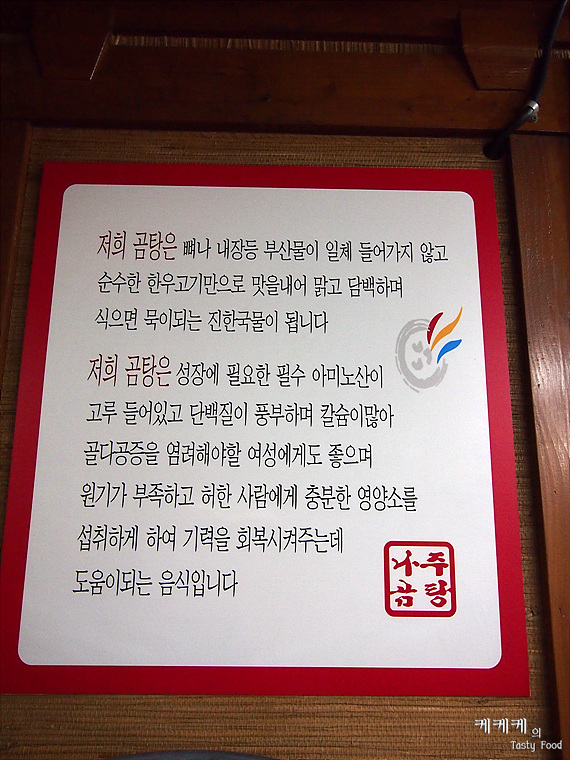 저희 곰탕은 뼈나 내장등 부산물이 일체 들어가지 않고
순수한 한우고기만으로 맛을내어 맑고 담백하며
식으면 묵이되는 진한국물이 됩니다
저희 곰탕은 성장에 필요한 필수 아미노산이
고루 들어있고 단백질이 풍부하며 칼슘이많아
골다공증을 염려해야할 여성에게도 좋으며
원기가 부족하고 허한 사람에게 충분한 영양소를
섭취하게 하여 기력을 회복시켜주는데
도움이되는 음식입니다
나주
곰탕
케케케의
Tasty Food